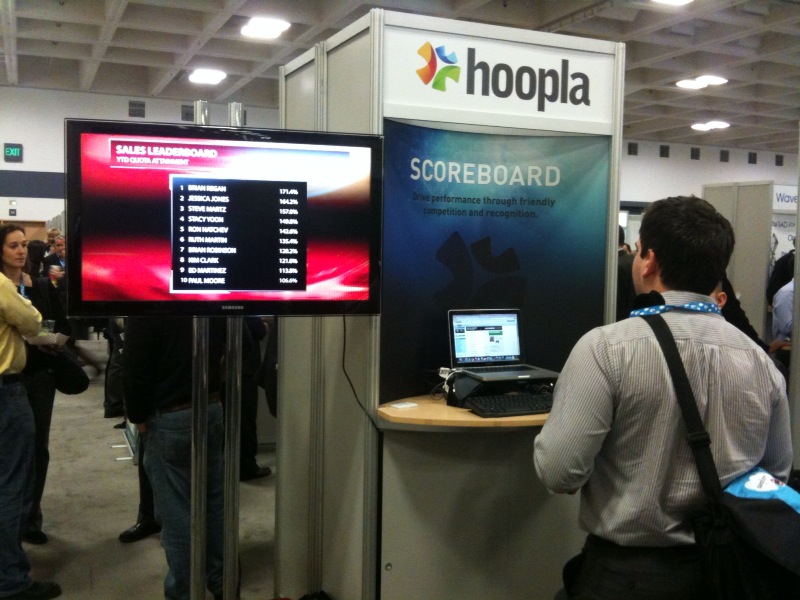 hoopla
SCOREBOARD
Drive performance through friendly
competition and recognition.
SALES LEADERBOARD
YTD QUOTA ATTAINMENT
1 BRIAN REGAN 171.4%
2 JESSICA JONES 164.2%
3 STEVE MARTZ 157.0%
4 STACY YOON 149.8%
5 RON NATCHEV 142.6%
6 RUTH MARTIN 135.4%
7 BRIAN ROBINSON 128.2%
8 KIM CLARK 121.0%
9 ED MARTINEZ 113.8%
10 PAUL MOORE 106.6%
SAMSUNG
EXIT
Wave